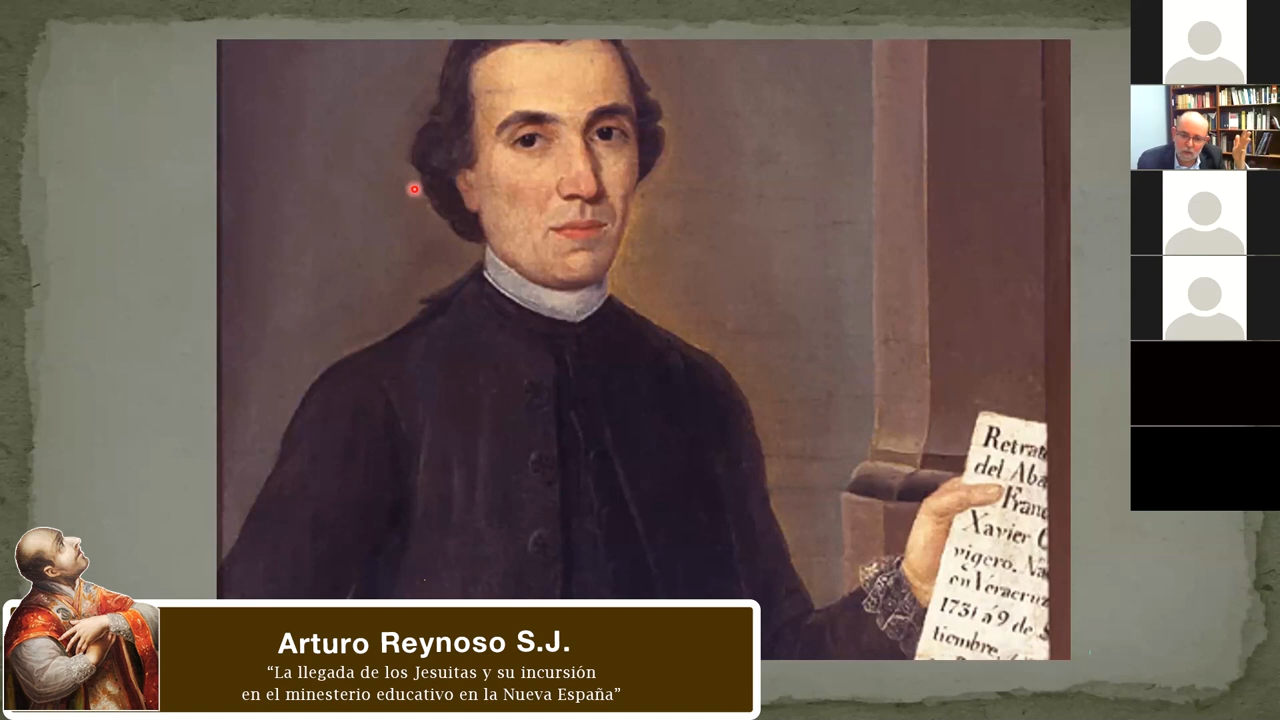 Retrat
del Aba
Franc
Xavier C
vigero. Na
en Veracruz
1731 á 9 de S
tiembre,
Arturo Reynoso S.J.
“La llegada de los Jesuitas y su incursión
en el minesterio educativo en la Nueva España”